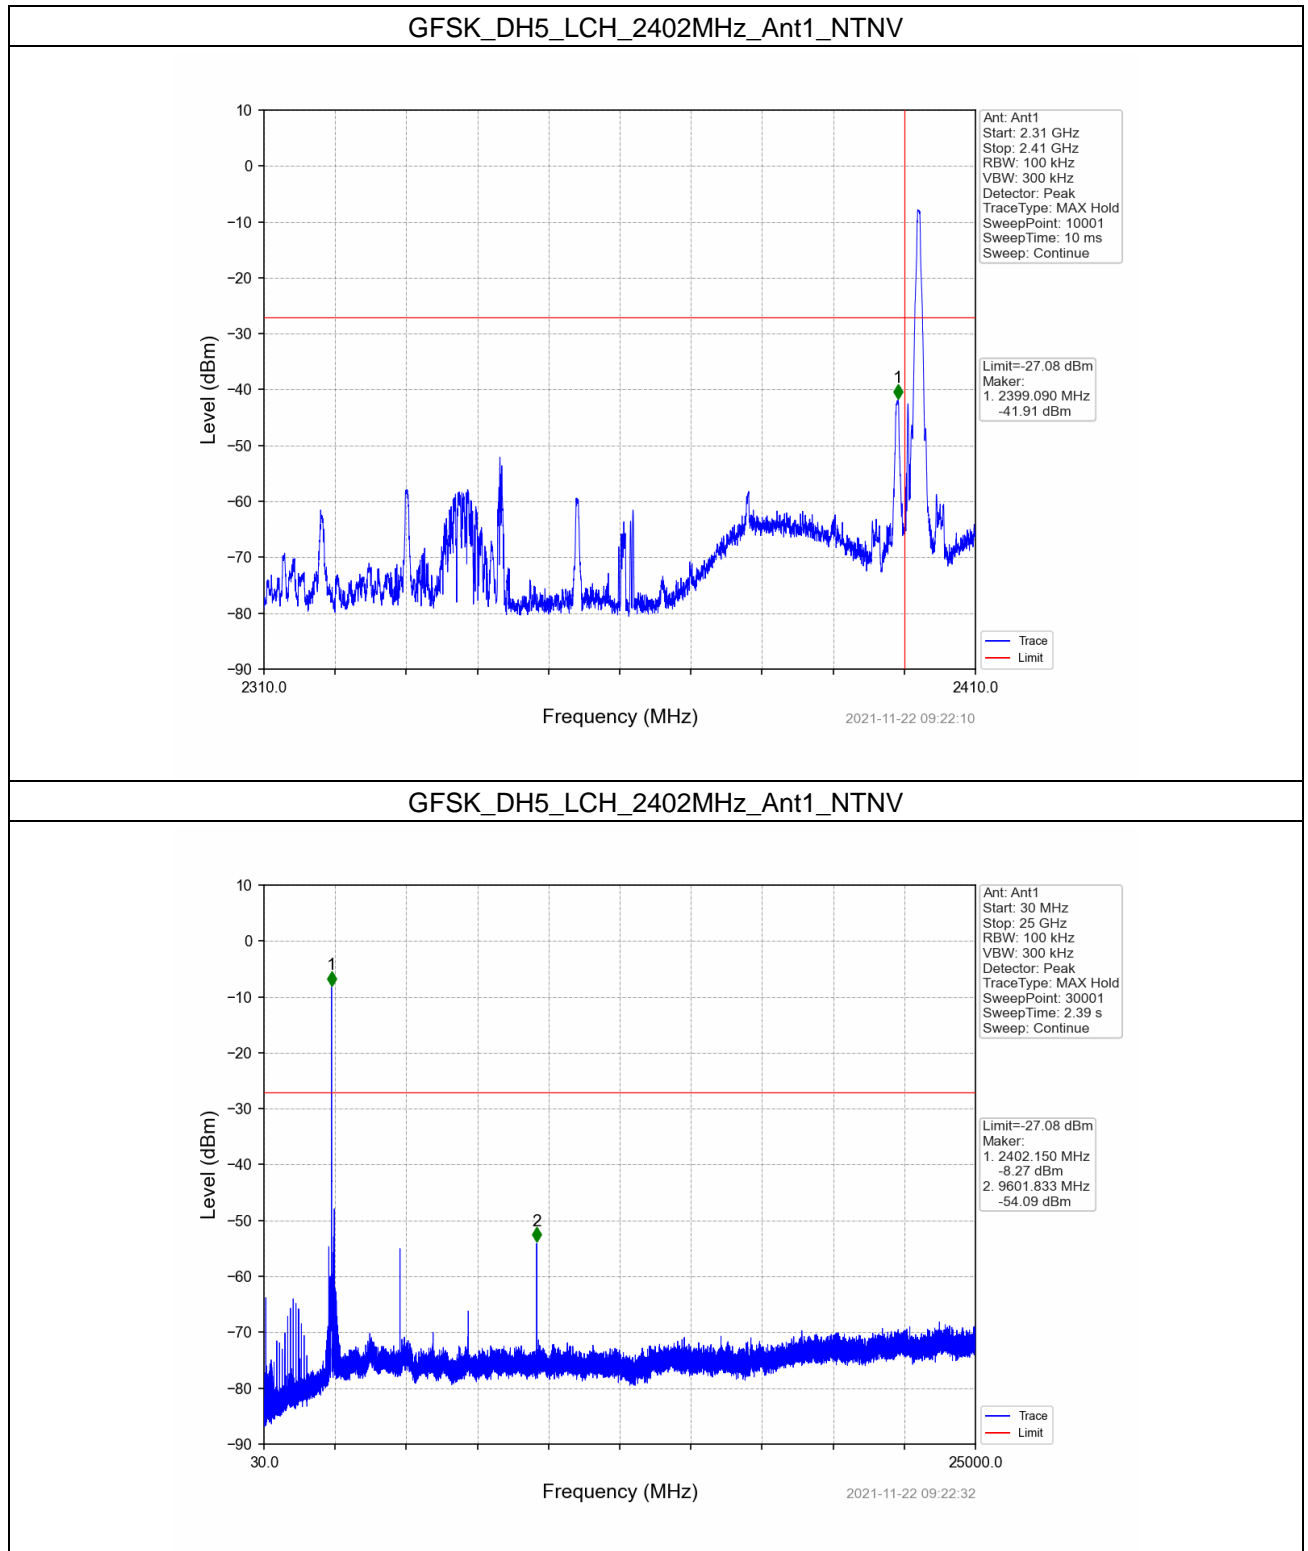 GFSK_DH5_LCH_2402MHz_Ant1_NTNV
10
0
−10
−20
−30
−40
−50
−60
−70
−80
−90
Level (dBm)
2310.0
2410.0
Frequency (MHz)
2021-11-22 09:22:10
1
Ant: Ant1
Start: 2.31 GHz
Stop: 2.41 GHz
RBW: 100 kHz
VBW: 300 kHz
Detector: Peak
TraceType: MAX Hold
SweepPoint: 10001
SweepTime: 10 ms
Sweep: Continue
Limit=-27.08 dBm
Maker:
1. 2399.090 MHz
-41.91 dBm
Trace
Limit
GFSK_DH5_LCH_2402MHz_Ant1_NTNV
10
0
−10
−20
−30
−40
−50
−60
−70
−80
−90
Level (dBm)
30.0
25000.0
Frequency (MHz)
2021-11-22 09:22:32
1
2
Ant: Ant1
Start: 30 MHz
Stop: 25 GHz
RBW: 100 kHz
VBW: 300 kHz
Detector: Peak
TraceType: MAX Hold
SweepPoint: 30001
SweepTime: 2.39 s
Sweep: Continue
Limit=-27.08 dBm
Maker:
1. 2402.150 MHz
-8.27 dBm
2. 9601.833 MHz
-54.09 dBm
Trace
Limit